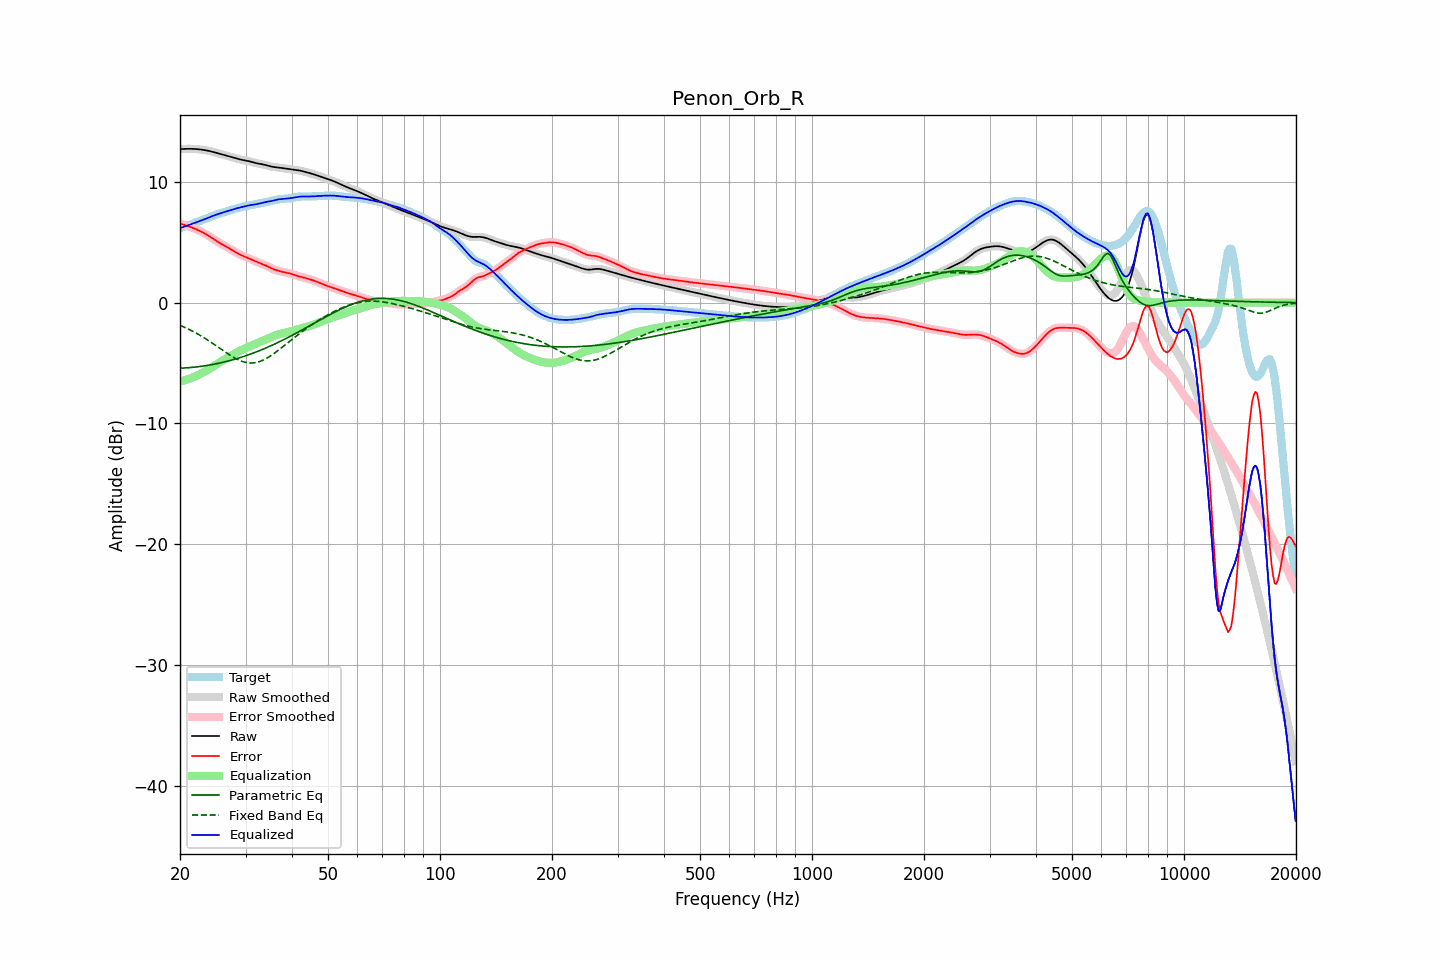 Penon_Orb_R
Amplitude (dBr)
10
0
−10
−20
−30
−40
Target
Raw Smoothed
Error Smoothed
Raw
Error
Equalization
Parametric Eq
Fixed Band Eq
Equalized
20 50 100 200 500 1000 2000 5000 10000 20000
Frequency (Hz)